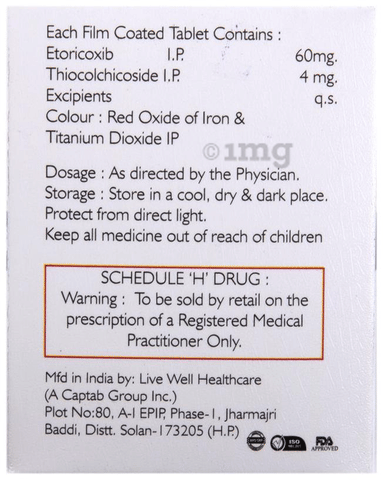 Each Film Coated Tablet Contains :
Etoricoxib I.P. 60mg.
Thiocolchicoside I.P. 4 mg.
Excipients q.s.
Colour : Red Oxide of Iron &
Titanium Dioxide IP
1mg
Dosage : As directed by the Physician.
Storage : Store in a cool, dry & dark place.
Protect from direct light.
Keep all medicine out of reach of children
SCHEDULE 'H' DRUG :
Warning : To be sold by retail on the
prescription of a Registered Medical
Practitioner Only.
Mfd in India by: Live Well Healthcare
(A Captab Group Inc.)
Plot No:80, A-I EPIP, Phase-I, Jharmajri
Baddi, Distt. Solan-173205 (H.P.)
ISO
FDA
APPROVED